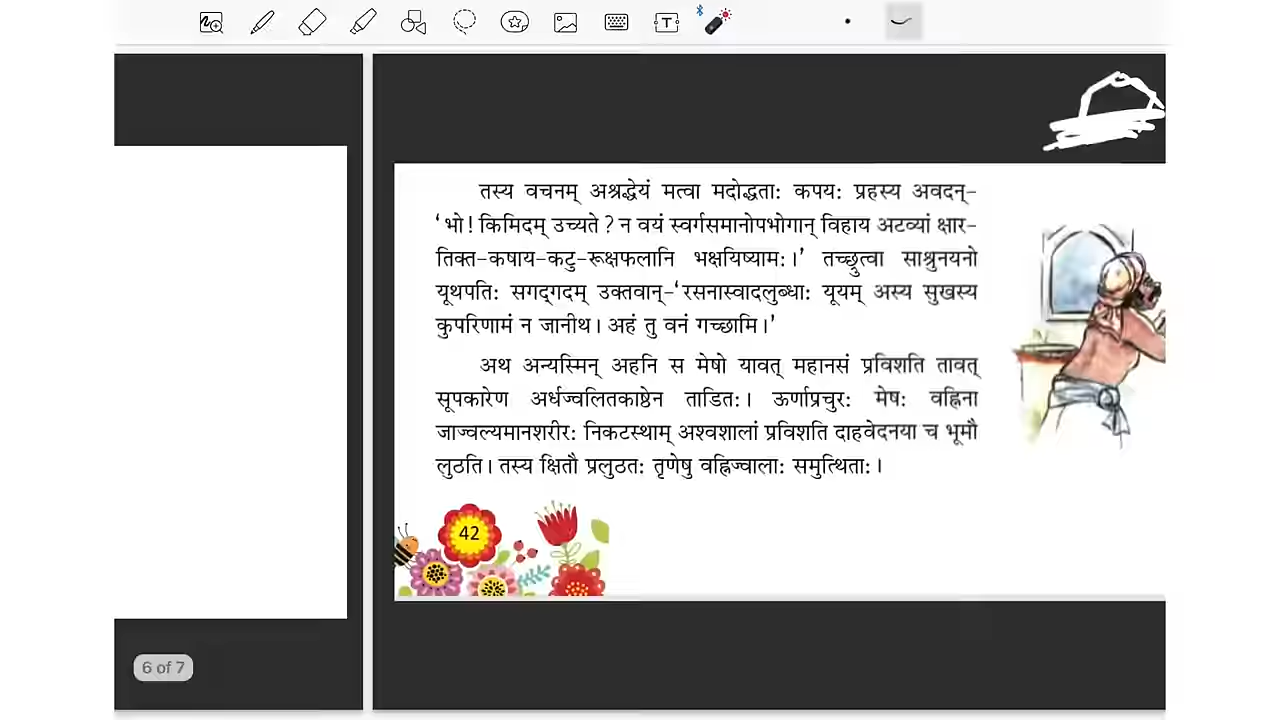 तस्य वचनम् अश्रद्धेयं मत्वा मदोद्धताः कपयः प्रहस्य अवदन्–
‘भो! किमिदम् उच्यते? न वयं स्वर्गसमानोपभोगान् विहाय अटव्यां क्षार–
तिक्त–कषाय–कटु–रूक्षफलानि भक्षयिष्यामः।’ तच्छ्रुत्वा साश्रुनयनो
यूथपतिः सगद्गदम् उक्तवान्–‘रसनास्वादलुब्धाः यूयम् अस्य सुखस्य
कुपरिणामं न जानीथ। अहं तु वनं गच्छामि।’
अथ अन्यस्मिन् अहनि स मेषो यावत् महानसं प्रविशति तावत्
सूपकारेण अर्धज्वलितकाष्ठेन ताडितः। ऊर्णाप्रचुरः मेषः वह्निना
जाज्वल्यमानशरीरः निकटस्थाम् अश्वशालां प्रविशति दाहवेदनया च भूमौ
लुठति। तस्य क्षितौ प्रलुठतः तृणेषु वह्निज्वालाः समुत्थिताः।
42
6 of 7